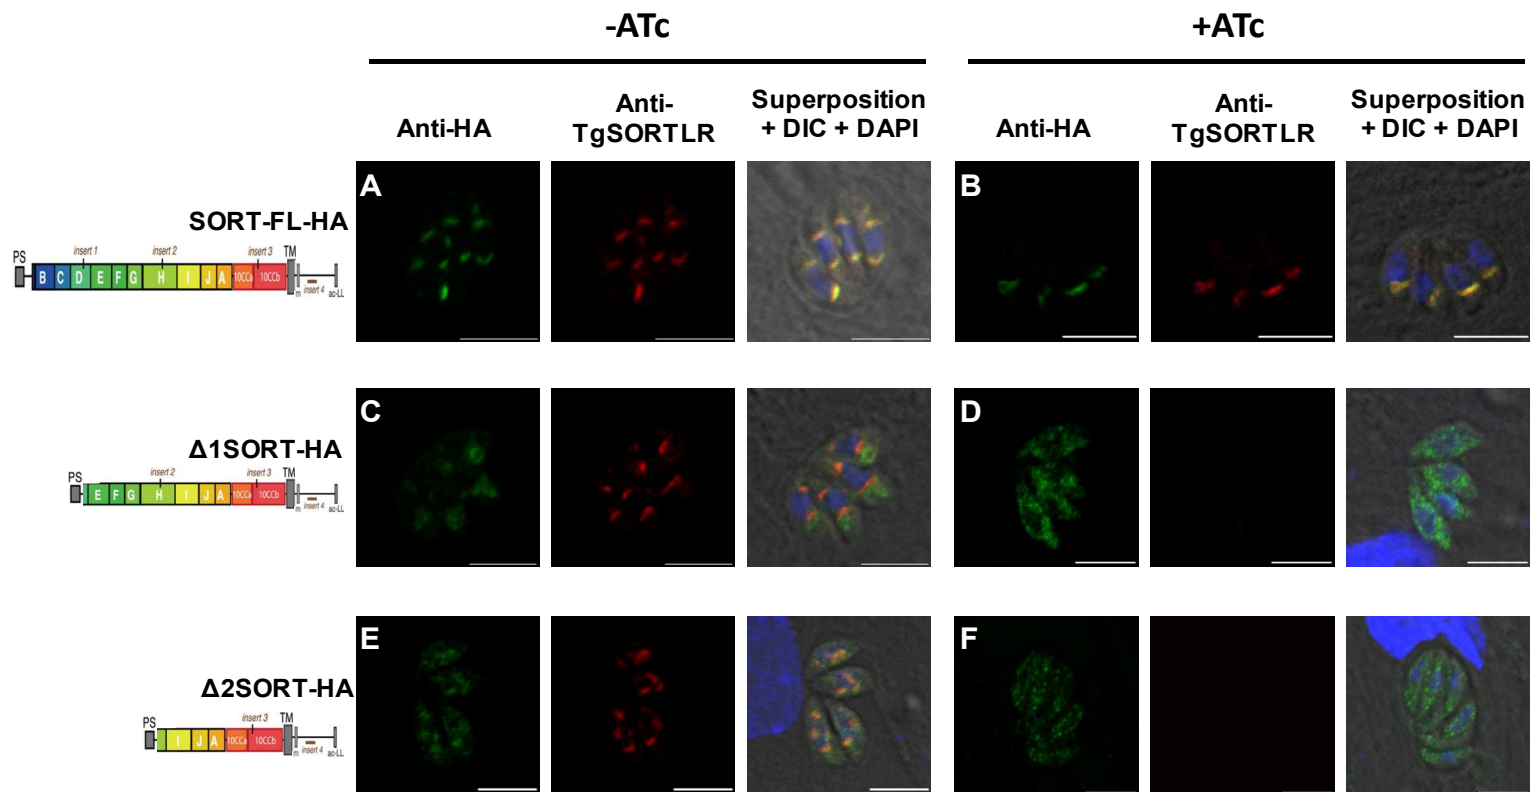 -ATc
+ATc
Anti-HA
Anti-
TgSORTLR
Superposition
+ DIC + DAPI
Anti-HA
Anti-
TgSORTLR
Superposition
+ DIC + DAPI
SORT-FL-HA
PS
insert 1
insert 2
insert 3
TM
B C D E F G H I J A 10CCa 10CCb
m
insert 4
ac-LL
A
B
Δ1SORT-HA
PS
insert 2
insert 3
TM
E F G H I J A 10CCa 10CCb
m
insert 4
ac-LL
C
D
Δ2SORT-HA
PS
insert 3
TM
I J A 10CCa 10CCb
m
insert 4
ac-LL
E
F